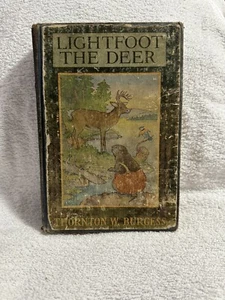 LIGHTFOOT
THE DEER
THORNTON W. BURGESS